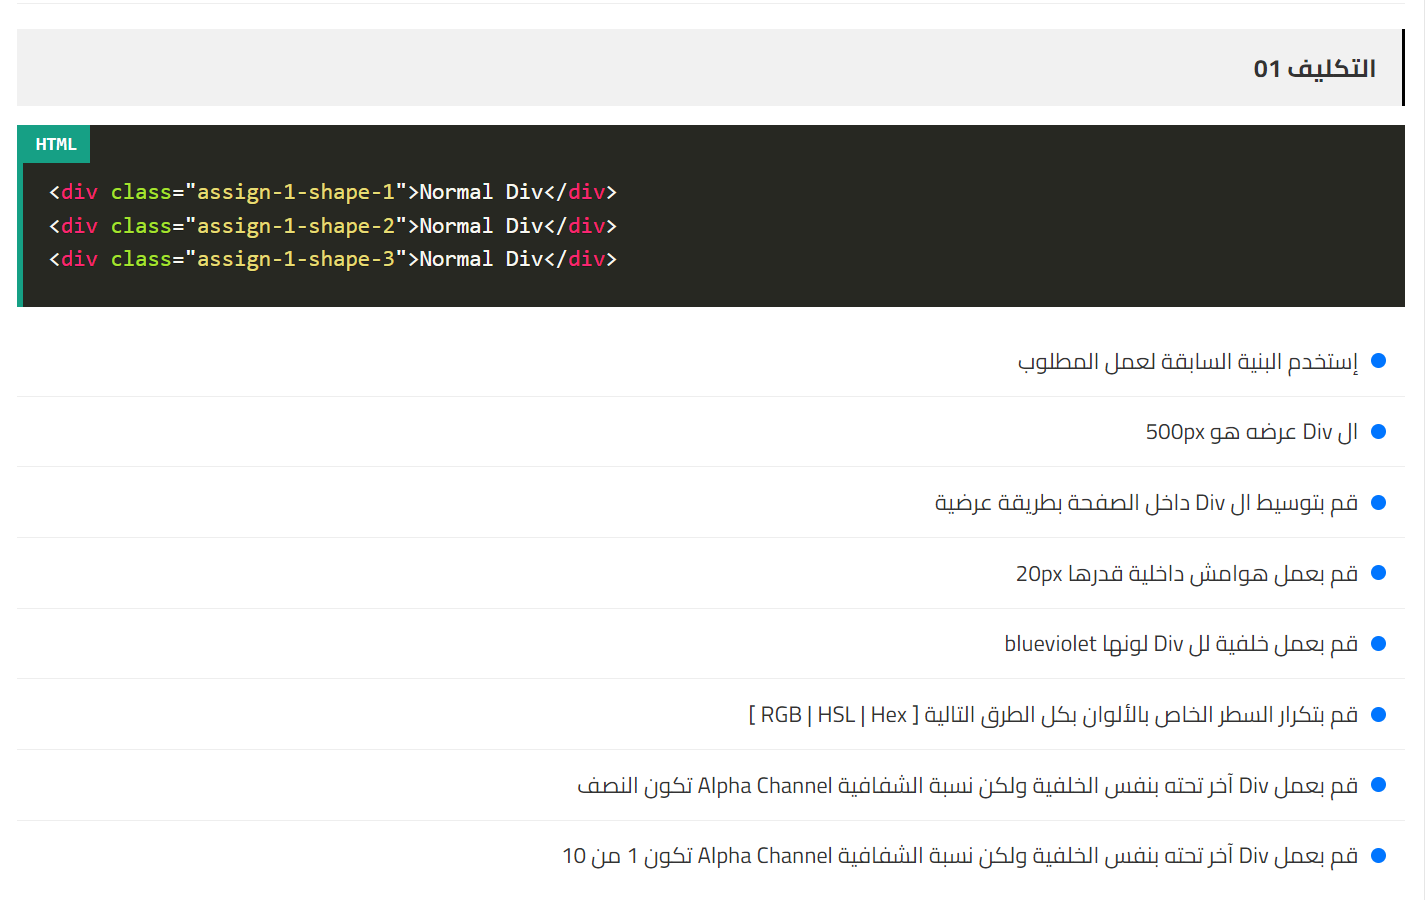 التكليف 01
HTML
<div class="assign-1-shape-1">Normal Div</div>
<div class="assign-1-shape-2">Normal Div</div>
<div class="assign-1-shape-3">Normal Div</div>
إستخدم البنية السابقة لعمل المطلوب
ال Div عرضه هو 500px
قم بتوسيط ال Div داخل الصفحة بطريقة عرضية
قم بعمل هوامش داخلية قدرها 20px
قم بعمل خلفية لل Div لونها blueviolet
قم بتكرار السطر الخاص بالألوان بكل الطرق التالية [ RGB | HSL | Hex ]
قم بعمل Div آخر تحته بنفس الخلفية ولكن نسبة الشفافية Alpha Channel تكون النصف
قم بعمل Div آخر تحته بنفس الخلفية ولكن نسبة الشفافية Alpha Channel تكون 1 من 10